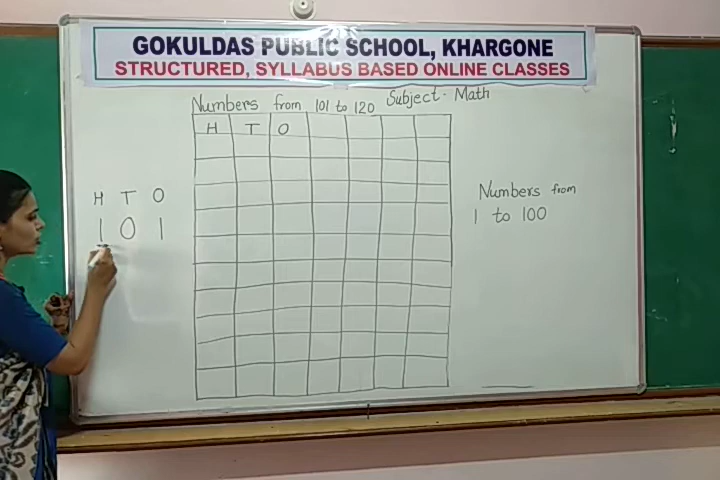 GOKULDAS PUBLIC SCHOOL, KHARGONE
STRUCTURED, SYLLABUS BASED ONLINE CLASSES
Numbers from 101 to 120 Subject - Math
H T O
H T O
1 0 1
Numbers from
1 to 100